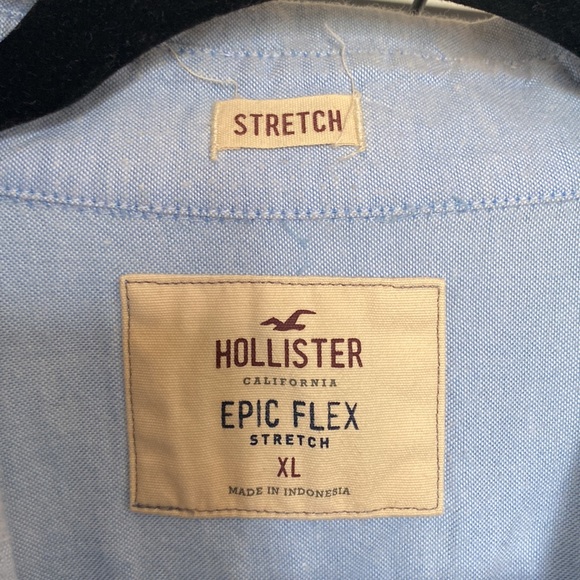 STRETCH
HOLLISTER
CALIFORNIA
EPIC FLEX
STRETCH
XL
MADE IN INDONESIA